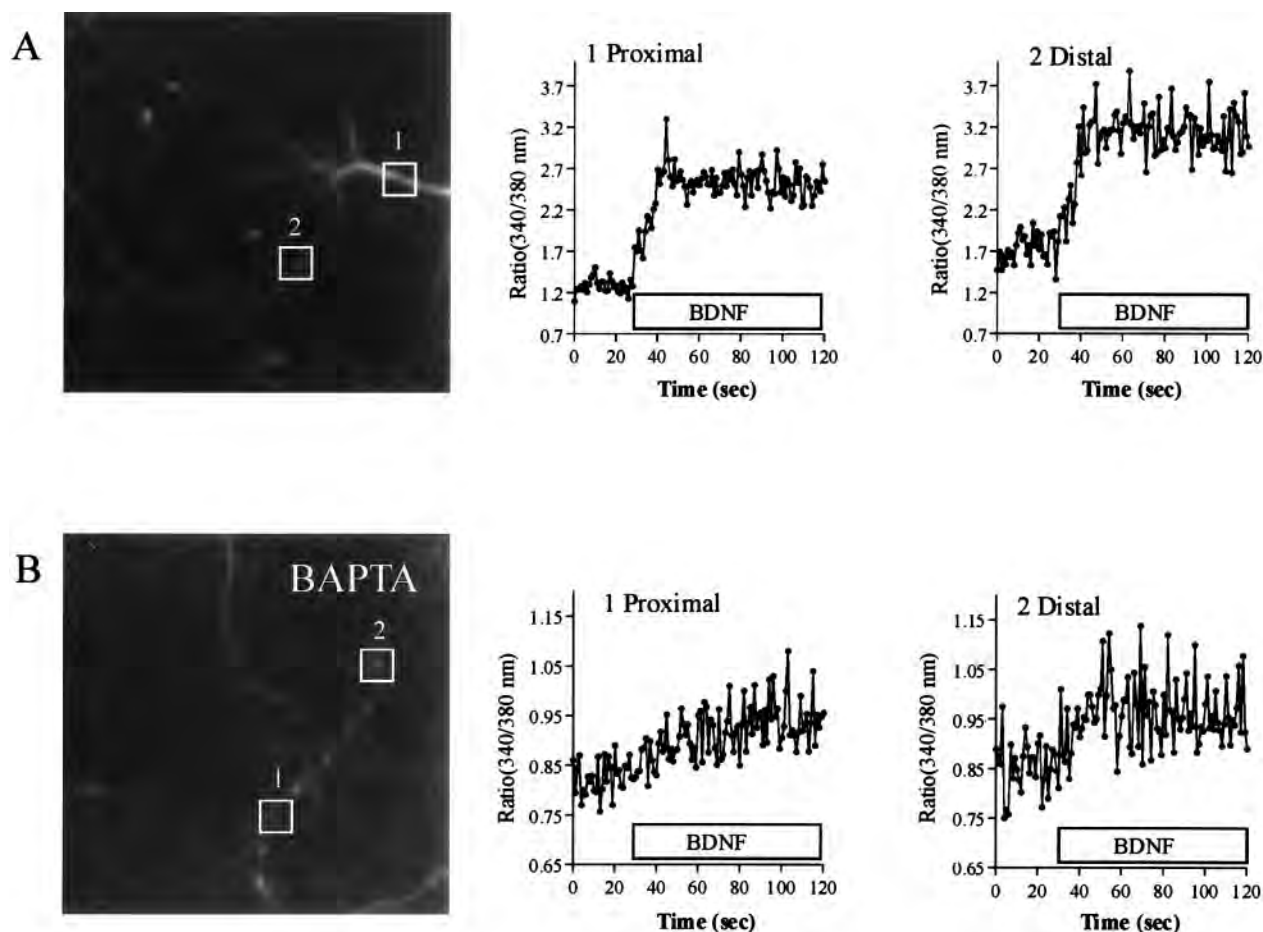 A
1
2
1 Proximal
Ratio(340/380 nm)
3.7
3.2
2.7
2.2
1.7
1.2
0.7
BDNF
0 20 40 60 80 100 120
Time (sec)
2 Distal
Ratio(340/380 nm)
3.7
3.2
2.7
2.2
1.7
1.2
0.7
BDNF
0 20 40 60 80 100 120
Time (sec)
B
BAPTA
2
1
1 Proximal
Ratio(340/380 nm)
1.15
1.05
0.95
0.85
0.75
0.65
BDNF
0 20 40 60 80 100 120
Time (sec)
2 Distal
Ratio(340/380 nm)
1.15
1.05
0.95
0.85
0.75
0.65
BDNF
0 20 40 60 80 100 120
Time (sec)